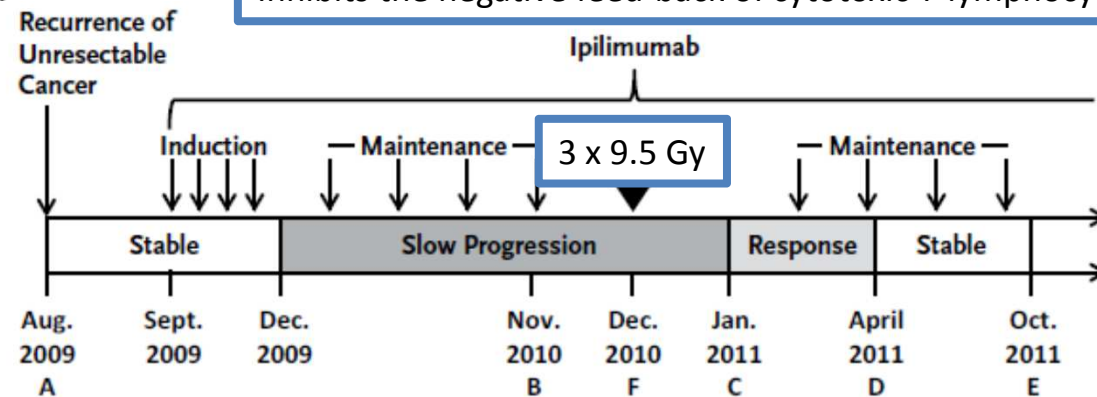 inhibits the negative feed-back of cytotoxic T-lymphocy
Recurrence of
Unresectable
Cancer
Ipilimumab
Induction
Maintenance
3 x 9.5 Gy
Maintenance
Stable
Slow Progression
Response
Stable
Aug.
2009
A
Sept.
2009
Dec.
2009
Nov.
2010
B
Dec.
2010
F
Jan.
2011
C
April
2011
D
Oct.
2011
E